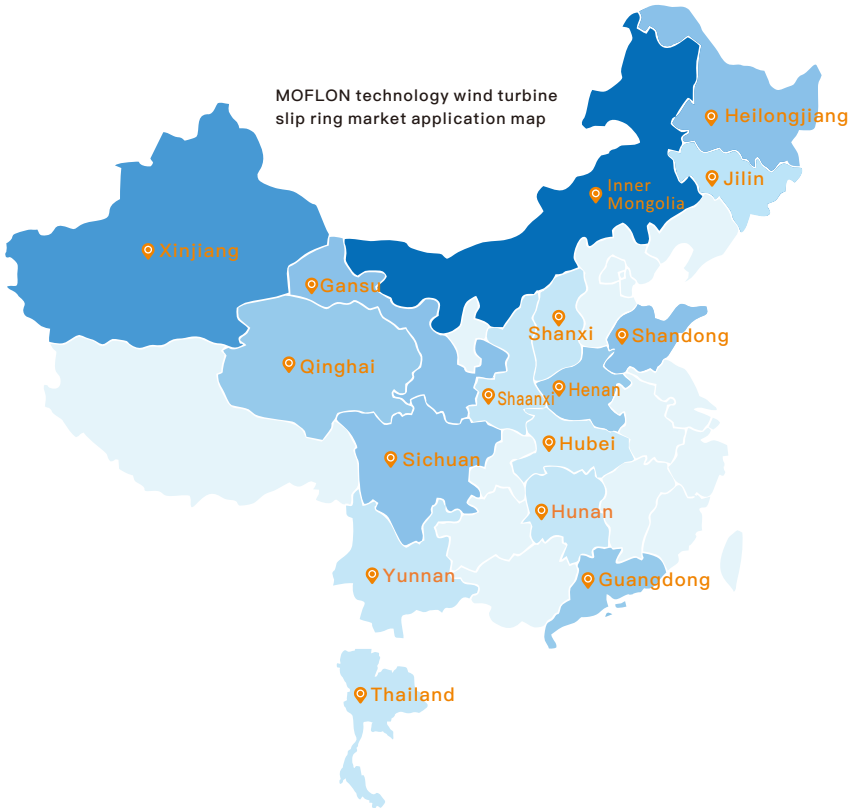 MOFLON technology wind turbine
slip ring market application map
Heilongjiang
Jilin
Inner
Mongolia
Xinjiang
Gansu
Shanxi
Shandong
Qinghai
Shaanxi
Henan
Hubei
Sichuan
Hunan
Yunnan
Guangdong
Thailand